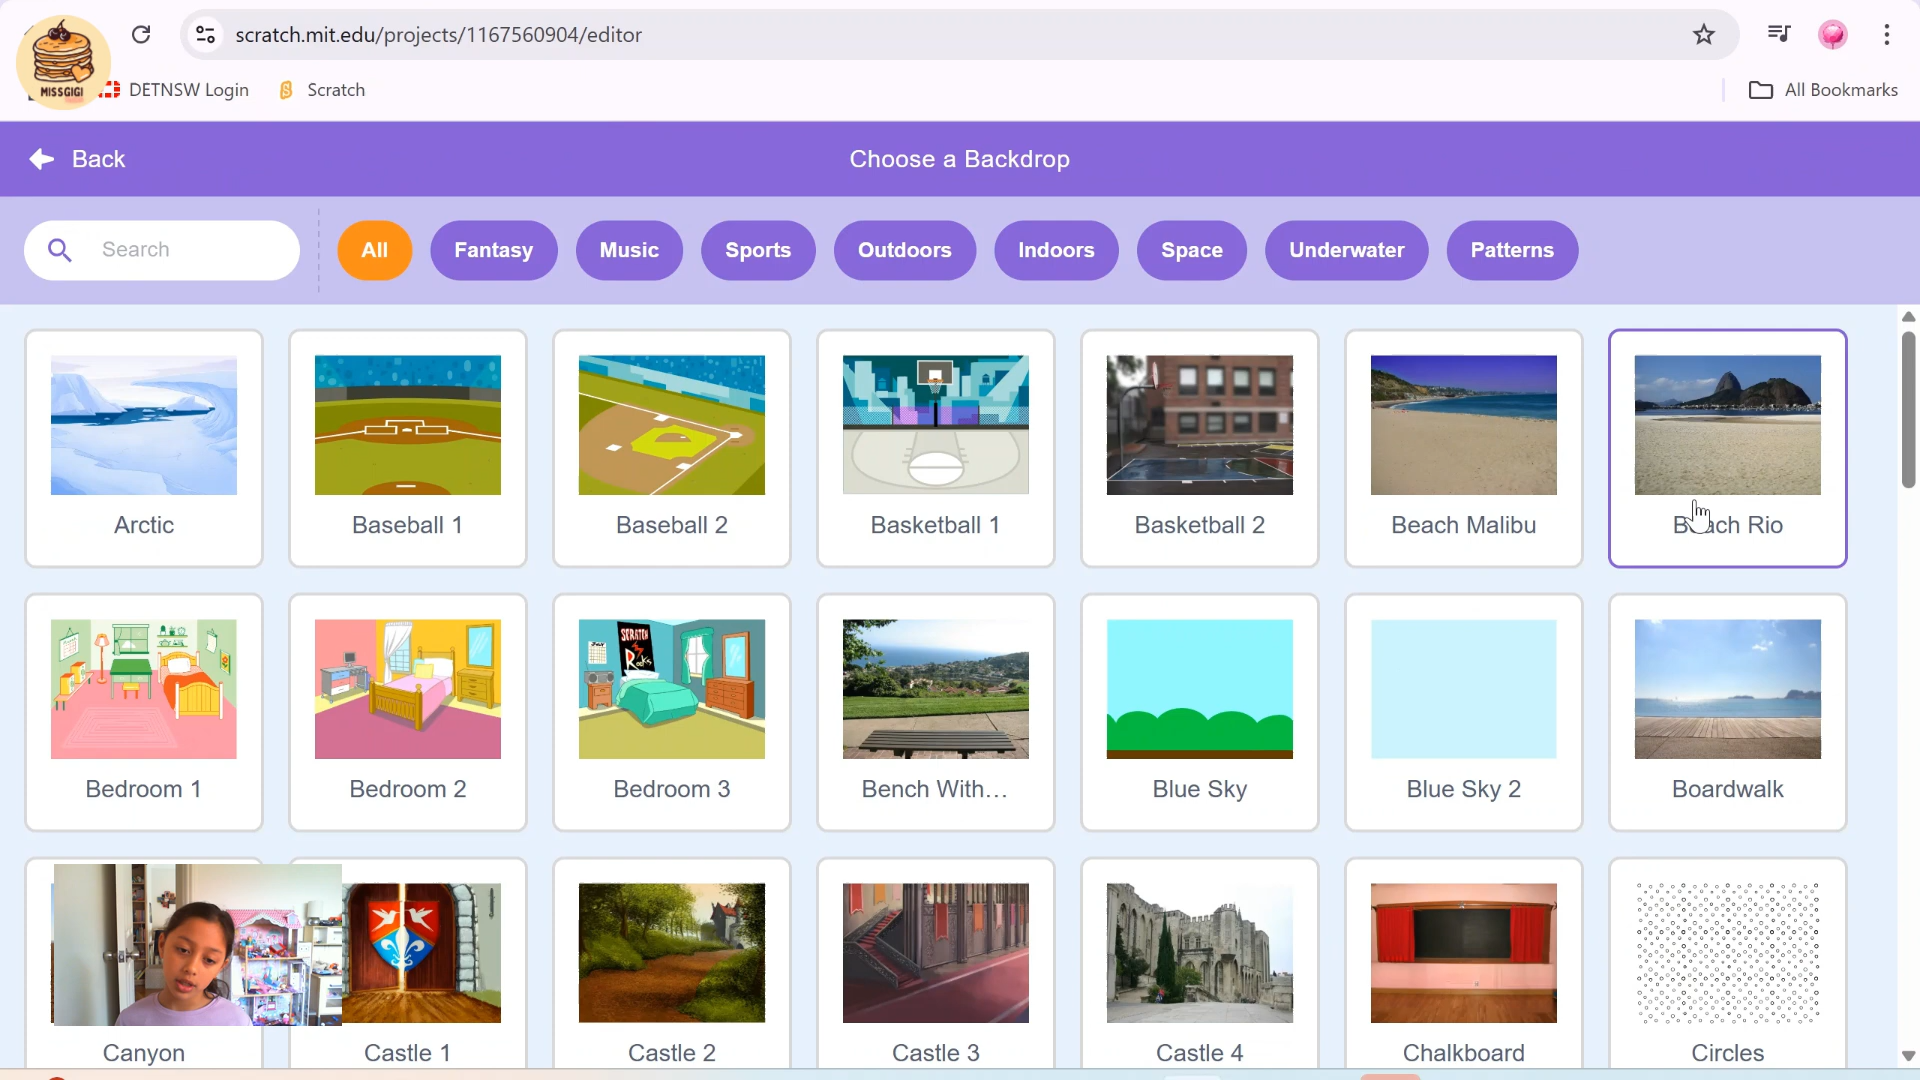 MISSGIGI
scratch.mit.edu/projects/1167560904/editor
DETNSW Login
Scratch
All Bookmarks
Back
Choose a Backdrop
Search
All
Fantasy
Music
Sports
Outdoors
Indoors
Space
Underwater
Patterns
Arctic
Baseball 1
Baseball 2
Basketball 1
Basketball 2
Beach Malibu
Beach Rio
SCRATCH
Rocks
Bedroom 1
Bedroom 2
Bedroom 3
Bench With...
Blue Sky
Blue Sky 2
Boardwalk
Canyon
Castle 1
Castle 2
Castle 3
Castle 4
Chalkboard
Circles